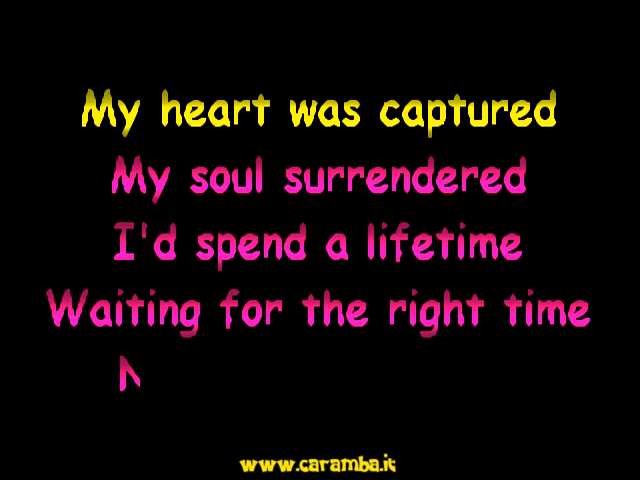 My heart was captured
My soul surrendered
I'd spend a lifetime
Waiting for the right time
N
www.caramba.it